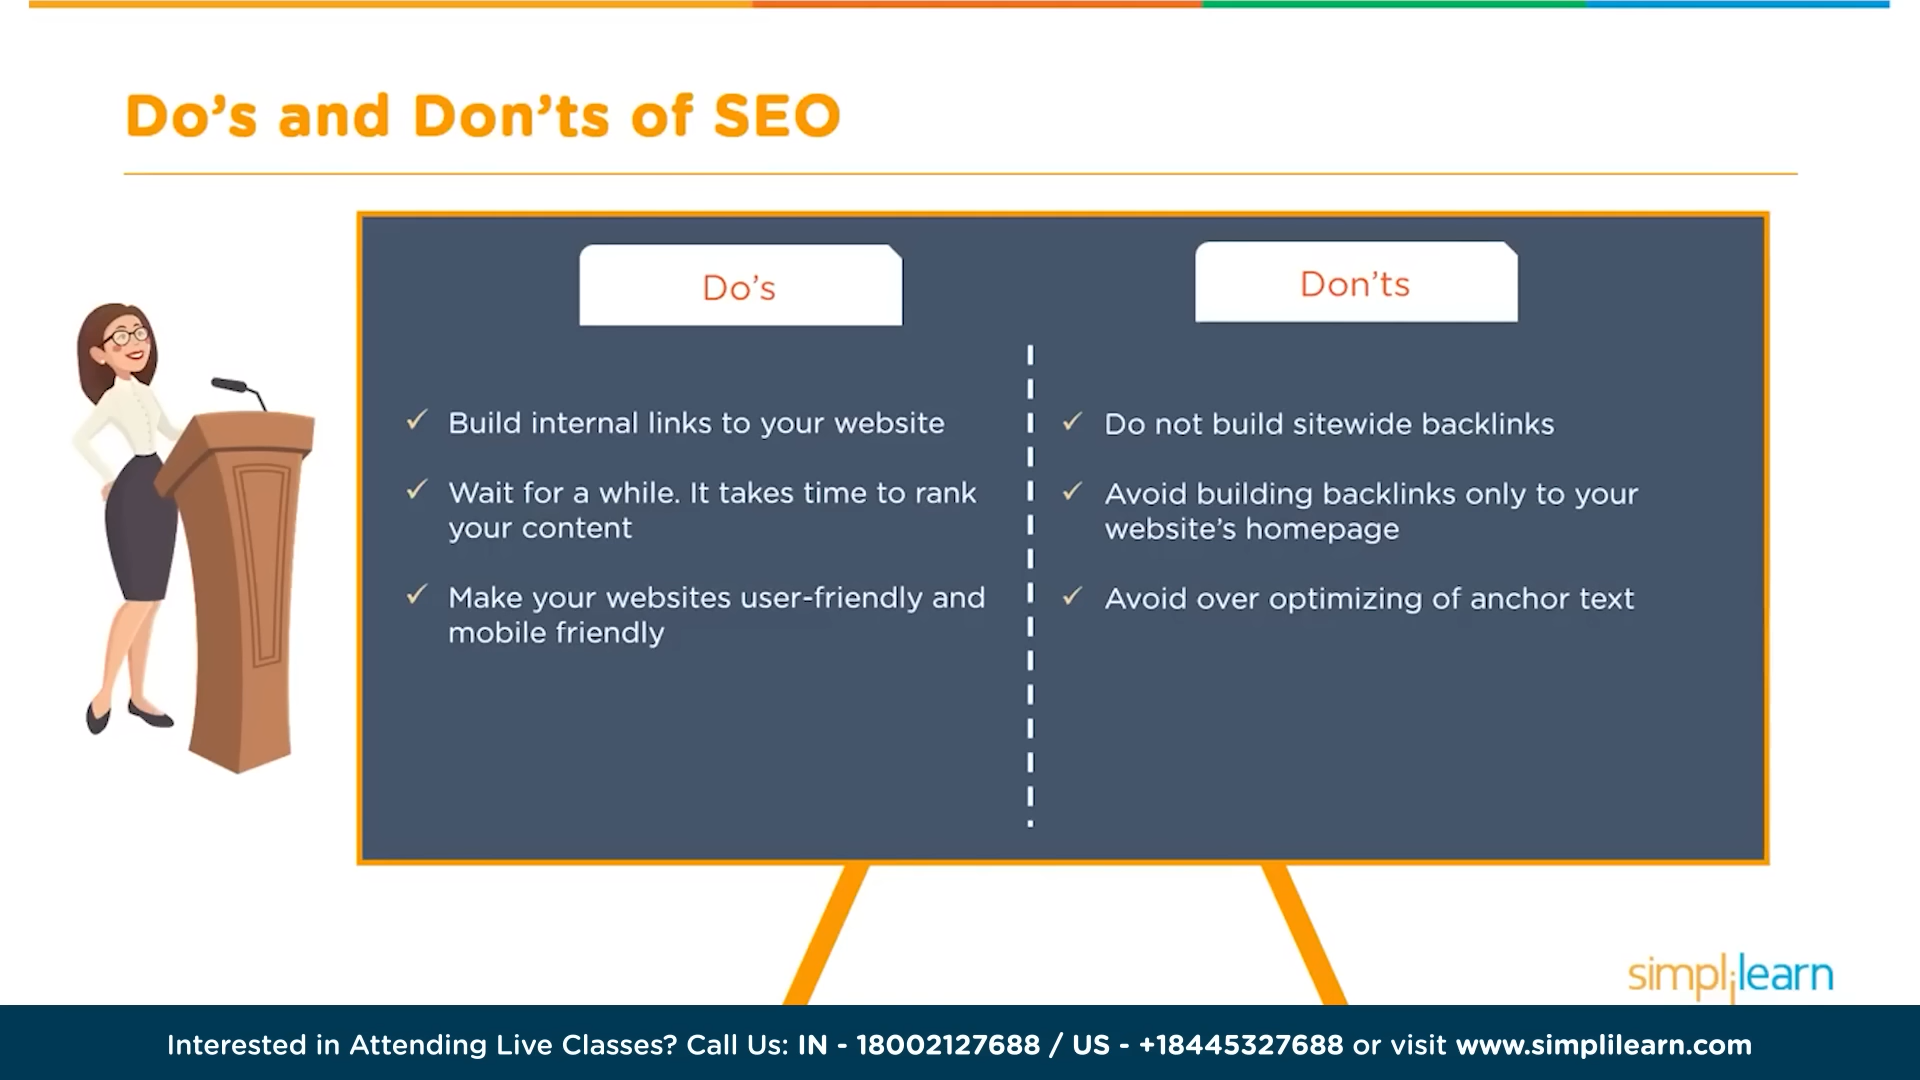 Do’s and Don’ts of SEO
Do’s
Build internal links to your website
Wait for a while. It takes time to rank
your content
Make your websites user-friendly and
mobile friendly
Don’ts
Do not build sitewide backlinks
Avoid building backlinks only to your
website’s homepage
Avoid over optimizing of anchor text
simplilearn
Interested in Attending Live Classes? Call Us: IN - 18002127688 / US - +18445327688 or visit www.simplilearn.com